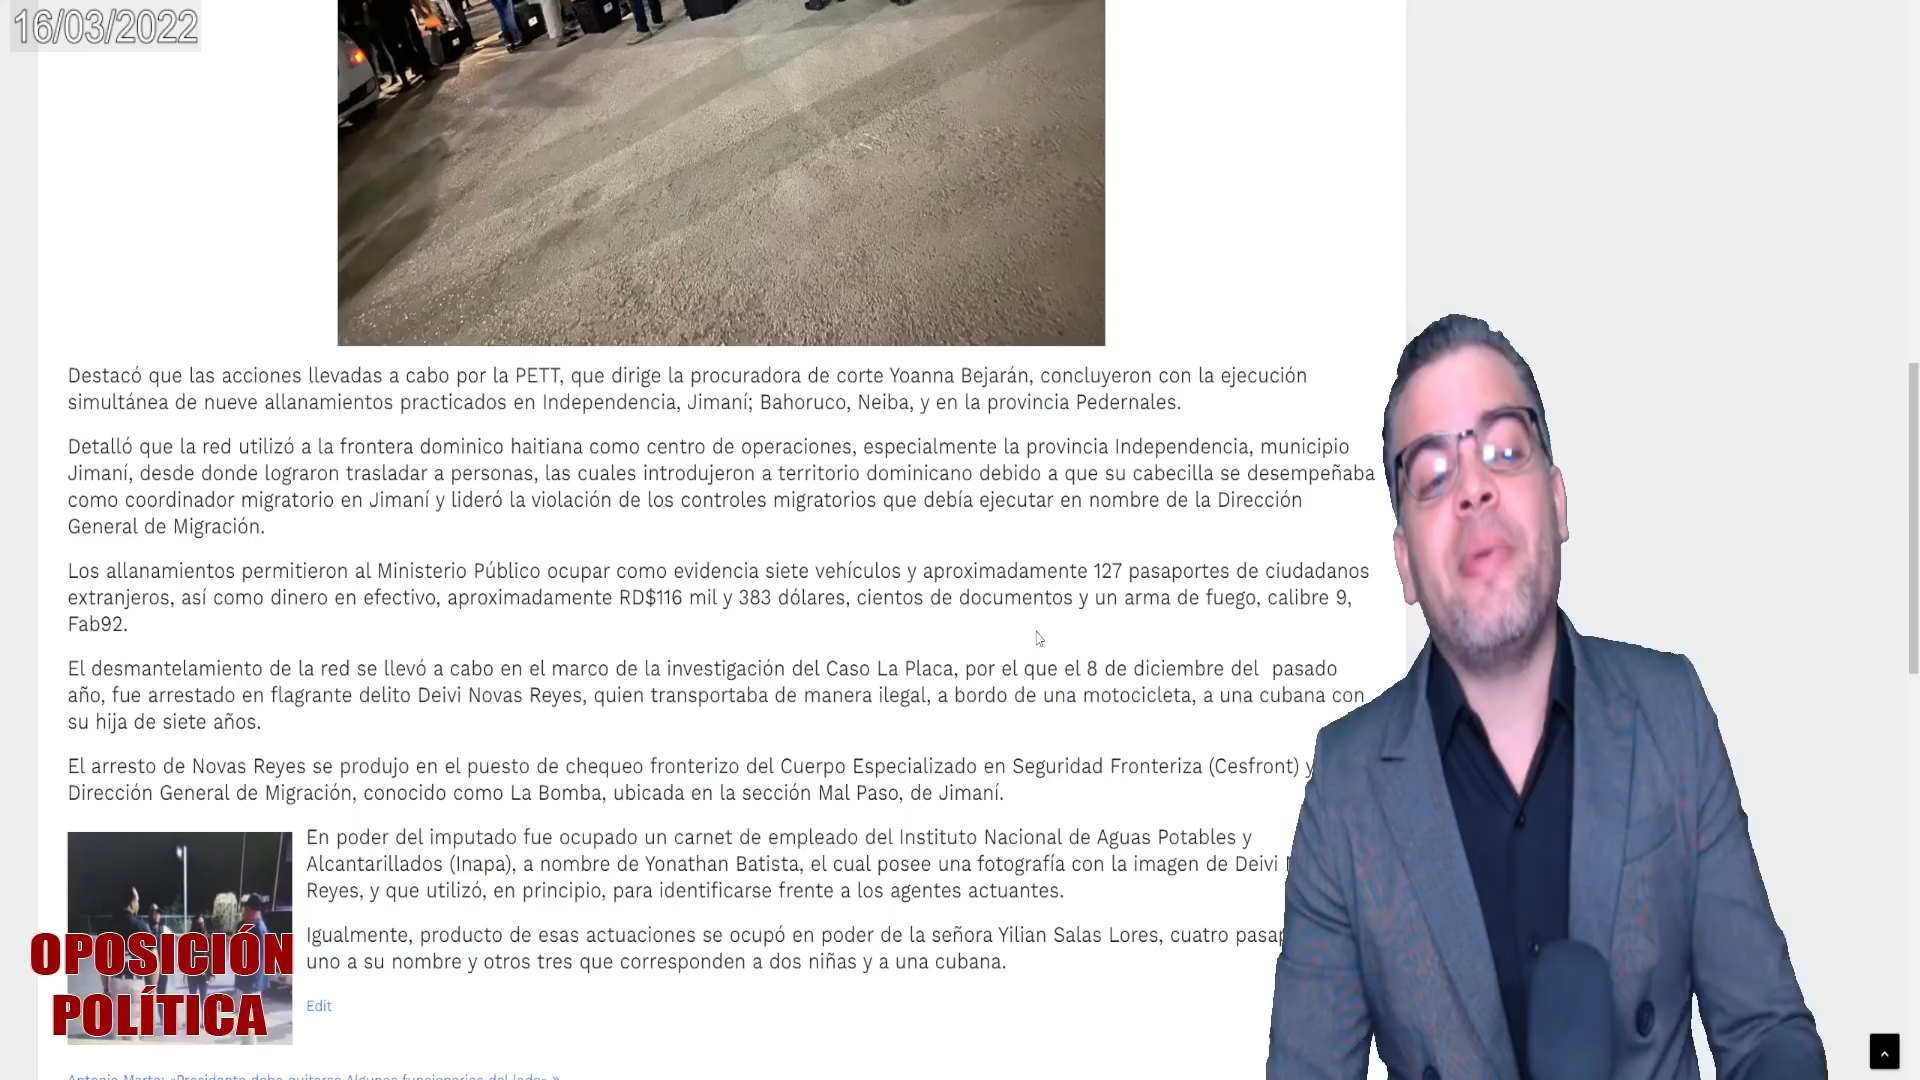 16/03/2022
Destacó que las acciones llevadas a cabo por la PETT, que dirige la procuradora de corte Yoanna Bejarán, concluyeron con la ejecución
simultánea de nueve allanamientos practicados en Independencia, Jimaní; Bahoruco, Neiba, y en la provincia Pedernales.
Detalló que la red utilizó a la frontera dominico haitiana como centro de operaciones, especialmente la provincia Independencia, municipio
Jimaní, desde donde lograron trasladar a personas, las cuales introdujeron a territorio dominicano debido a que su cabecilla se desempeñaba
como coordinador migratorio en Jimaní y lideró la violación de los controles migratorios que debía ejecutar en nombre de la Dirección
General de Migración.
Los allanamientos permitieron al Ministerio Público ocupar como evidencia siete vehículos y aproximadamente 127 pasaportes de ciudadanos
extranjeros, así como dinero en efectivo, aproximadamente RD$116 mil y 383 dólares, cientos de documentos y un arma de fuego, calibre 9,
Fab92.
El desmantelamiento de la red se llevó a cabo en el marco de la investigación del Caso La Placa, por el que el 8 de diciembre del pasado
año, fue arrestado en flagrante delito Deivi Novas Reyes, quien transportaba de manera ilegal, a bordo de una motocicleta, a una cubana con
su hija de siete años.
El arresto de Novas Reyes se produjo en el puesto de chequeo fronterizo del Cuerpo Especializado en Seguridad Fronteriza (Cesfront) y
Dirección General de Migración, conocido como La Bomba, ubicada en la sección Mal Paso, de Jimaní.
En poder del imputado fue ocupado un carnet de empleado del Instituto Nacional de Aguas Potables y
Alcantarillados (Inapa), a nombre de Yonathan Batista, el cual posee una fotografía con la imagen de Deivi
Reyes, y que utilizó, en principio, para identificarse frente a los agentes actuantes.
Igualmente, producto de esas actuaciones se ocupó en poder de la señora Yilian Salas Lores, cuatro
uno a su nombre y otros tres que corresponden a dos niñas y a una cubana.
Edit
OPOSICIÓN
POLÍTICA